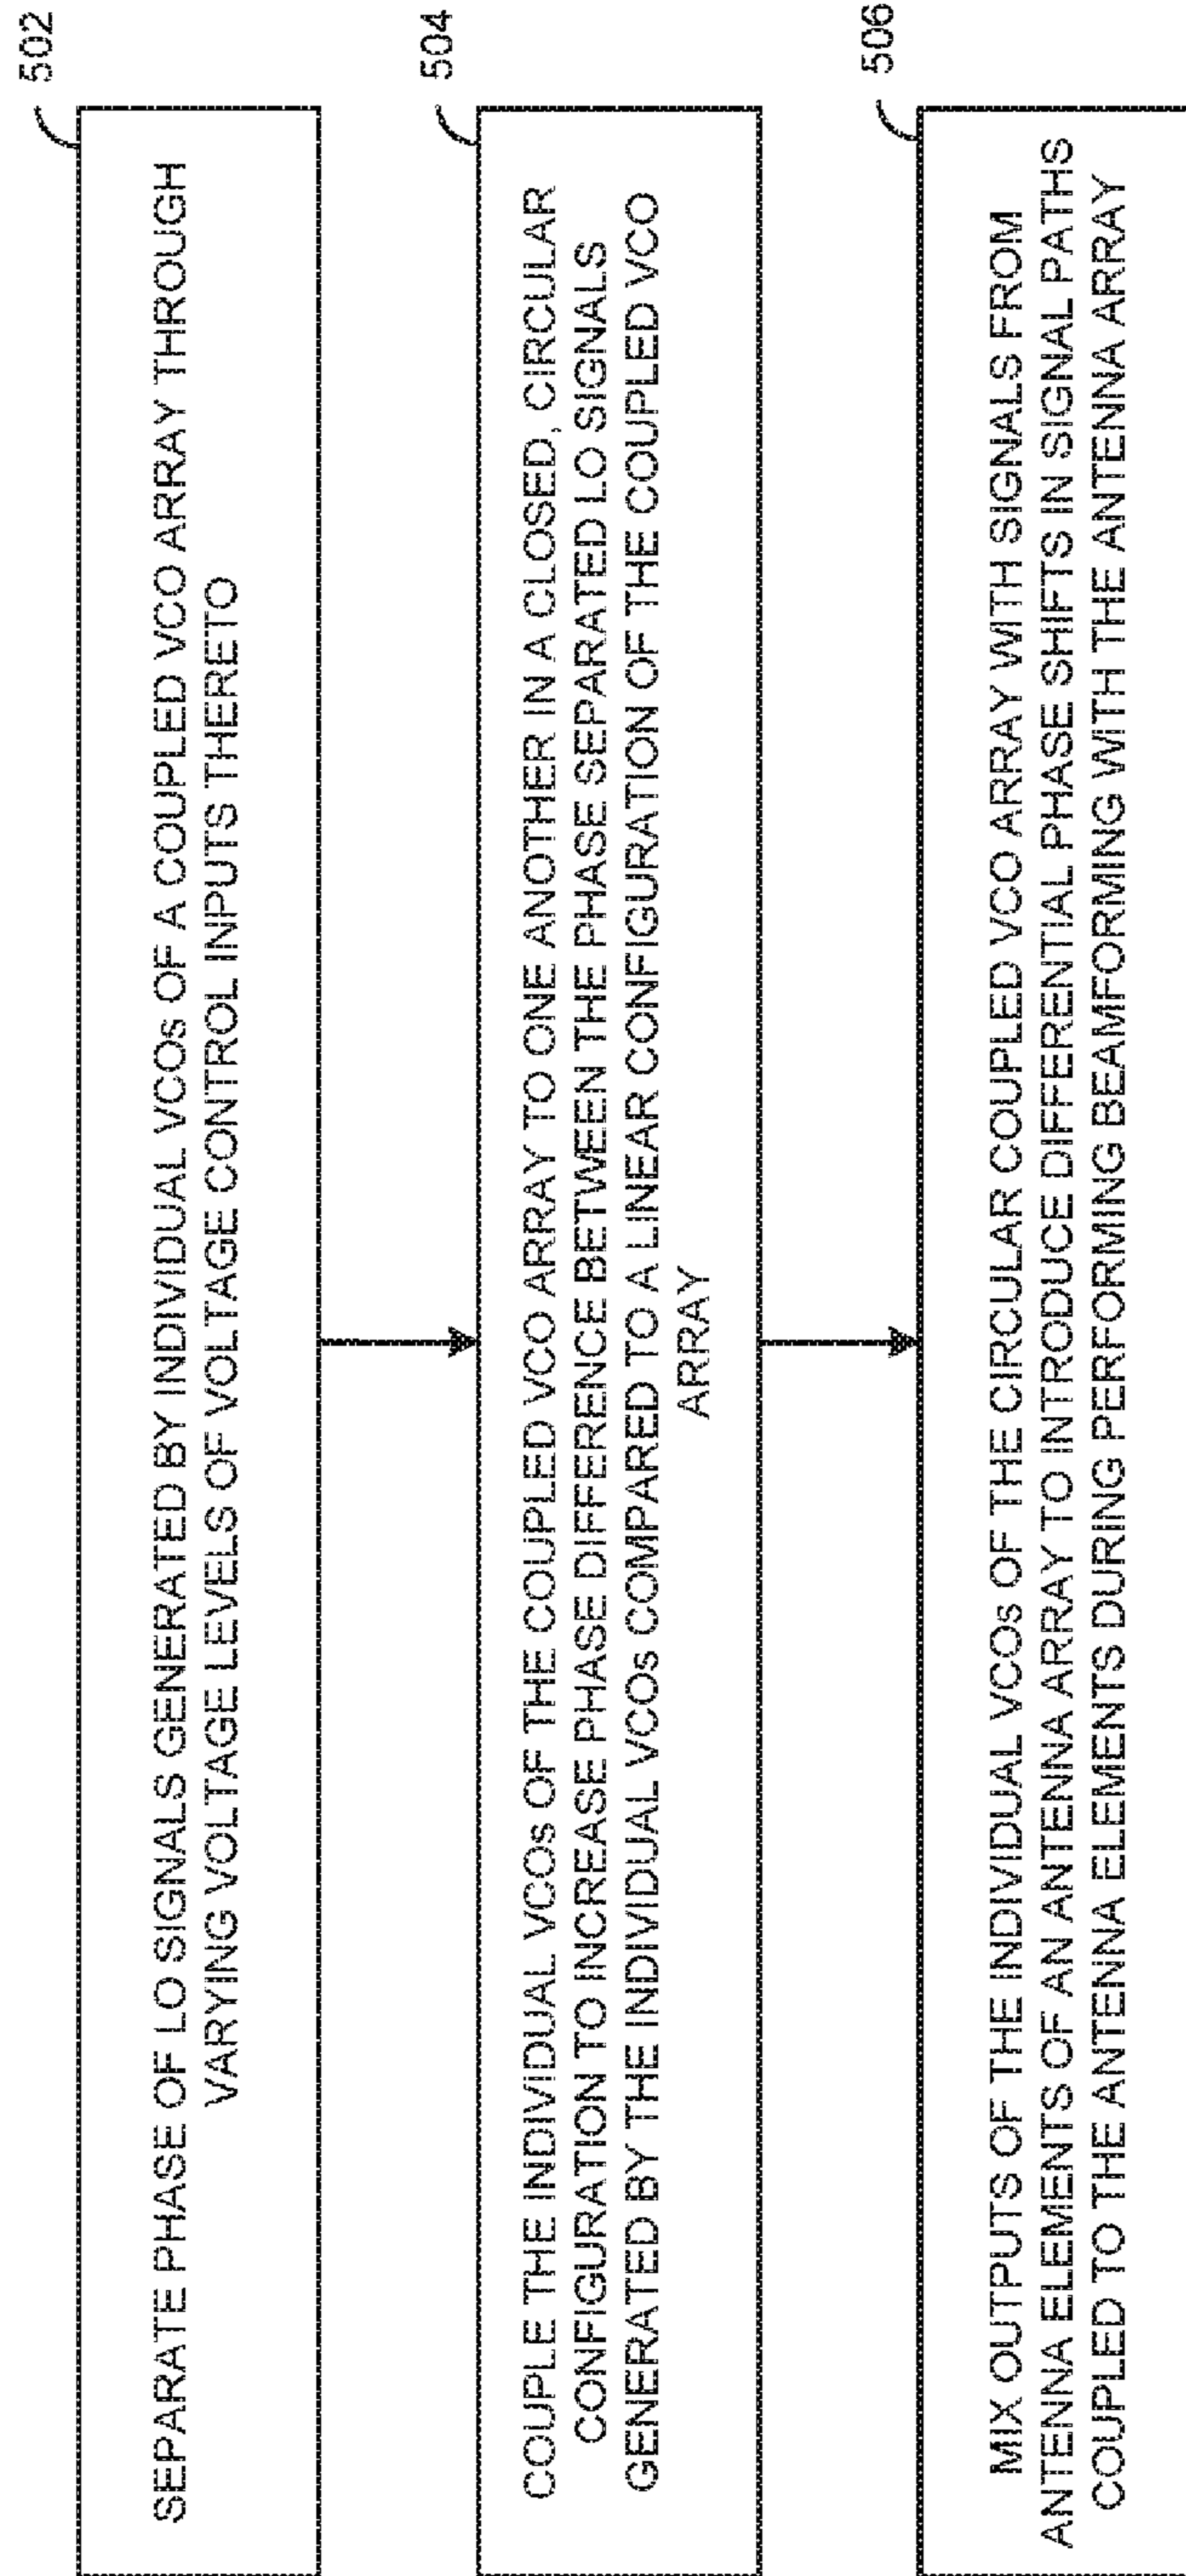 502
SEPARATE PHASE OF LO SIGNALS GENERATED BY INDIVIDUAL VCOs OF A COUPLED VCO ARRAY THROUGH
VARYING VOLTAGE LEVELS OF VOLTAGE CONTROL INPUTS THERETO
504
COUPLE THE INDIVIDUAL VCOs OF THE COUPLED VCO ARRAY TO ONE ANOTHER IN A CLOSED, CIRCULAR
CONFIGURATION TO INCREASE PHASE DIFFERENCE BETWEEN THE PHASE SEPARATED LO SIGNALS
GENERATED BY THE INDIVIDUAL VCOs COMPARED TO A LINEAR CONFIGURATION OF THE COUPLED VCO
ARRAY
506
MIX OUTPUTS OF THE INDIVIDUAL VCOs OF THE CIRCULAR COUPLED VCO ARRAY WITH SIGNALS FROM
ANTENNA ELEMENTS OF AN ANTENNA ARRAY TO INTRODUCE DIFFERENTIAL PHASE SHIFTS IN SIGNAL PATHS
COUPLED TO THE ANTENNA ELEMENTS DURING PERFORMING BEAMFORMING WITH THE ANTENNA ARRAY